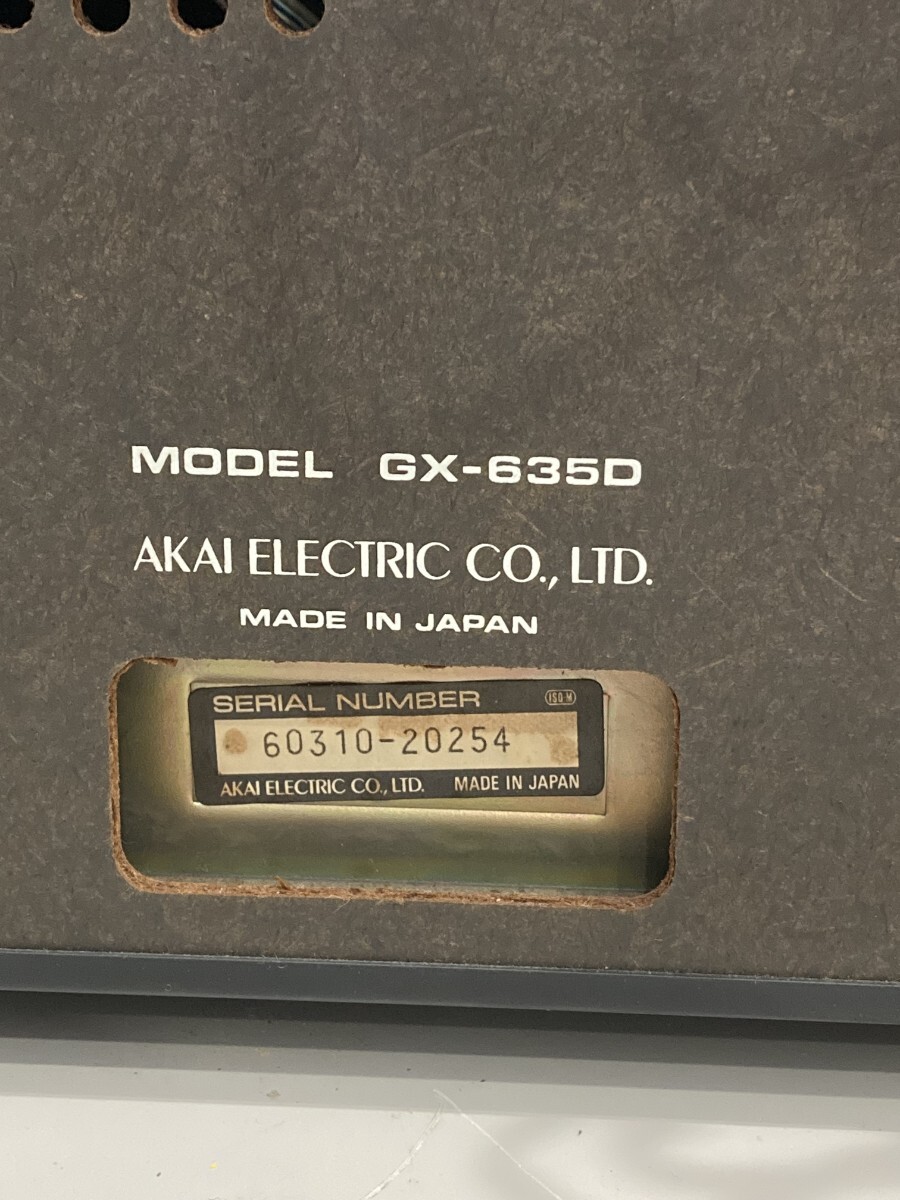 MODEL GX-635D
AKAI ELECTRIC CO., LTD.
MADE IN JAPAN
SERIAL NUMBER ISO-M
60310-20254
AKAI ELECTRIC CO., LTD. MADE IN JAPAN